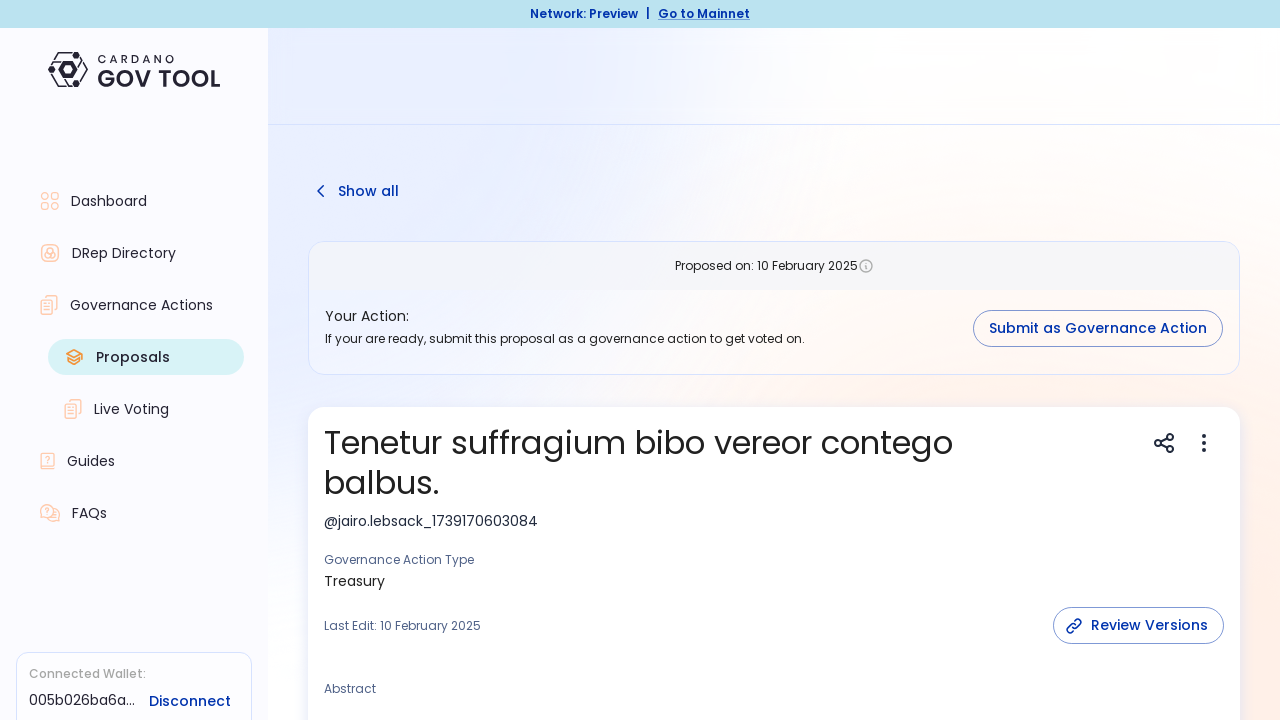 Network: Preview | Go to Mainnet
CARDANO
GOV TOOL
Dashboard
DRep Directory
Governance Actions
Proposals
Live Voting
Guides
FAQs
Connected Wallet:
005b026ba6a... Disconnect
Show all
Proposed on: 10 February 2025
Your Action:
If your are ready, submit this proposal as a governance action to get voted on.
Submit as Governance Action
Tenetur suffragium bibo vereor contego
balbus.
@jairo.lebsack_1739170603084
Governance Action Type
Treasury
Last Edit: 10 February 2025
Review Versions
Abstract